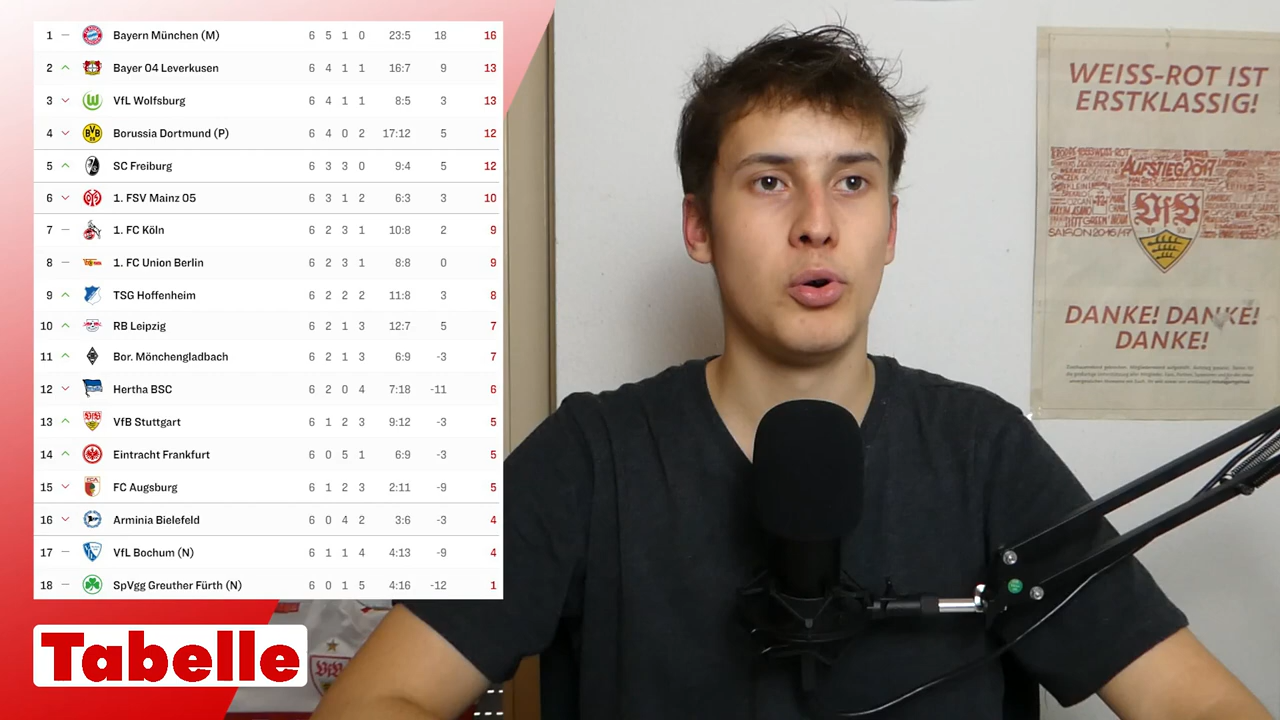 1 – Bayern München (M) 6 5 1 0 23:5 18 16
2 Bayer 04 Leverkusen 6 4 1 1 16:7 9 13
3 VfL Wolfsburg 6 4 1 1 8:5 3 13
4 Borussia Dortmund (P) 6 4 0 2 17:12 5 12
5 SC Freiburg 6 3 3 0 9:4 5 12
6 1. FSV Mainz 05 6 3 1 2 6:3 3 10
7 – 1. FC Köln 6 2 3 1 10:8 2 9
8 – 1. FC Union Berlin 6 2 3 1 8:8 0 9
9 TSG Hoffenheim 6 2 2 2 11:8 3 8
10 RB Leipzig 6 2 1 3 12:7 5 7
11 Bor. Mönchengladbach 6 2 1 3 6:9 -3 7
12 Hertha BSC 6 2 0 4 7:18 -11 6
13 VfB Stuttgart 6 1 2 3 9:12 -3 5
14 Eintracht Frankfurt 6 0 5 1 6:9 -3 5
15 FC Augsburg 6 1 2 3 2:11 -9 5
16 Arminia Bielefeld 6 0 4 2 3:6 -3 4
17 – VfL Bochum (N) 6 1 1 4 4:13 -9 4
18 – SpVgg Greuther Fürth (N) 6 0 1 5 4:16 -12 1
Tabelle
WEISS-ROT IST
ERSTKLASSIG!
AUFSTIEG 2017
VfB
18 93
SAISON 2016/17
DANKE! DANKE!
DANKE!